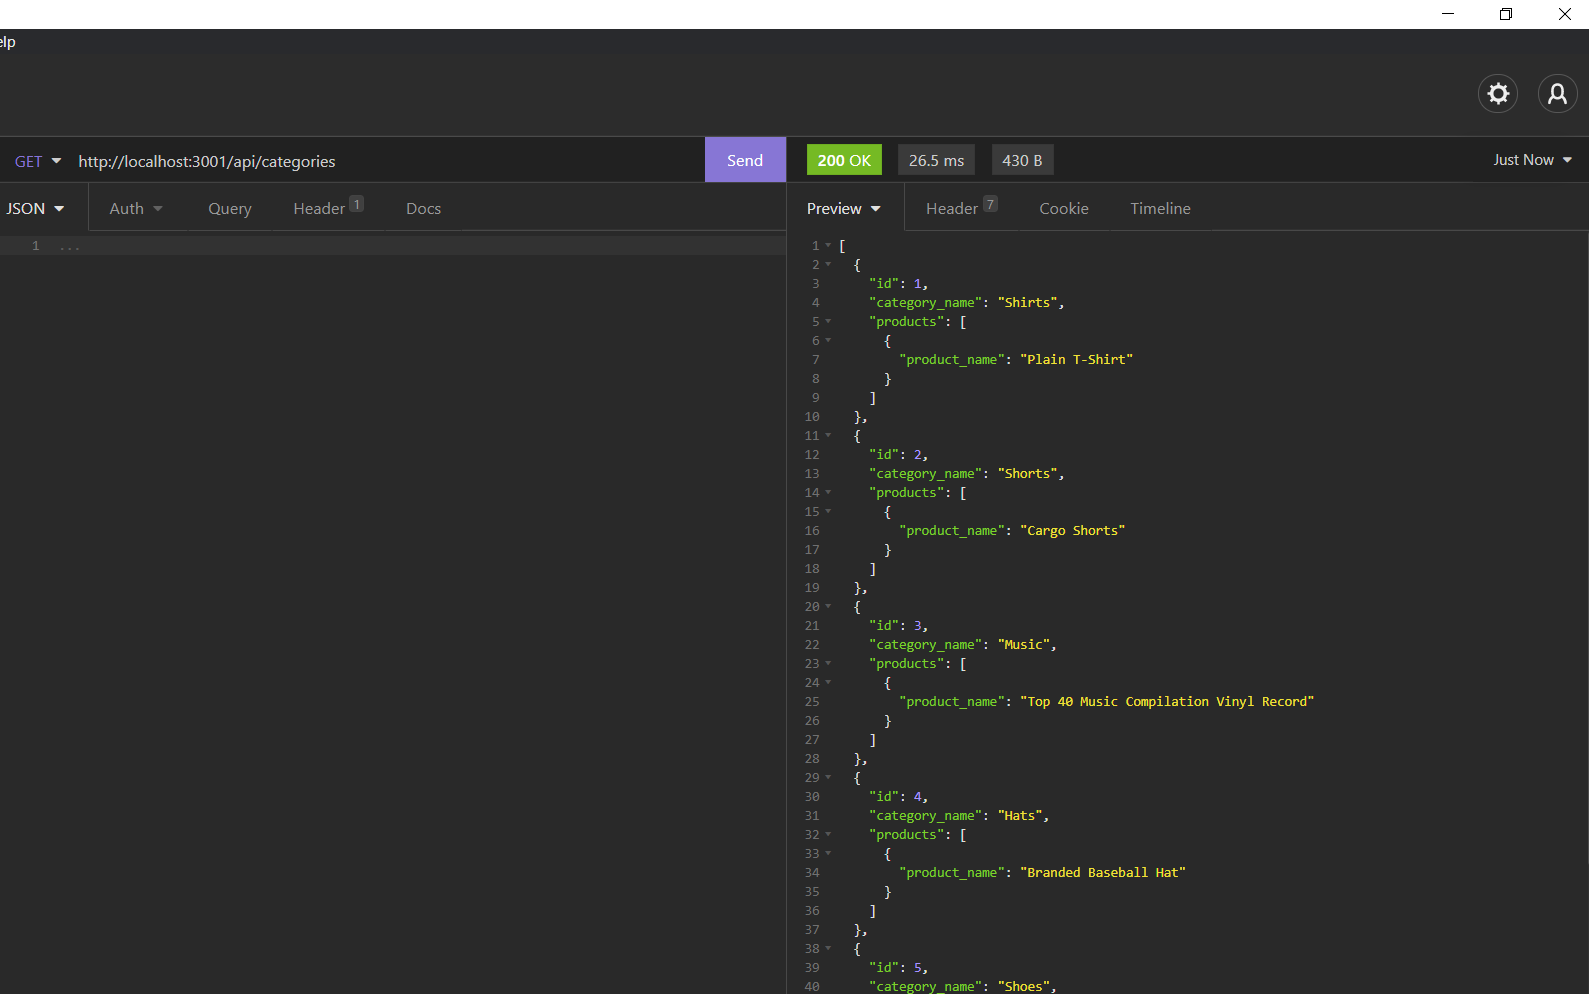 elp
GET http://localhost:3001/api/categories Send 200 OK 26.5 ms 430 B Just Now
JSON Auth Query Header 1 Docs Preview Header 7 Cookie Timeline
1 ...
1 [
2 {
3 "id": 1,
4 "category_name": "Shirts",
5 "products": [
6 {
7 "product_name": "Plain T-Shirt"
8 }
9 ]
10 },
11 {
12 "id": 2,
13 "category_name": "Shorts",
14 "products": [
15 {
16 "product_name": "Cargo Shorts"
17 }
18 ]
19 },
20 {
21 "id": 3,
22 "category_name": "Music",
23 "products": [
24 {
25 "product_name": "Top 40 Music Compilation Vinyl Record"
26 }
27 ]
28 },
29 {
30 "id": 4,
31 "category_name": "Hats",
32 "products": [
33 {
34 "product_name": "Branded Baseball Hat"
35 }
36 ]
37 },
38 {
39 "id": 5,
40 "category_name": "Shoes",